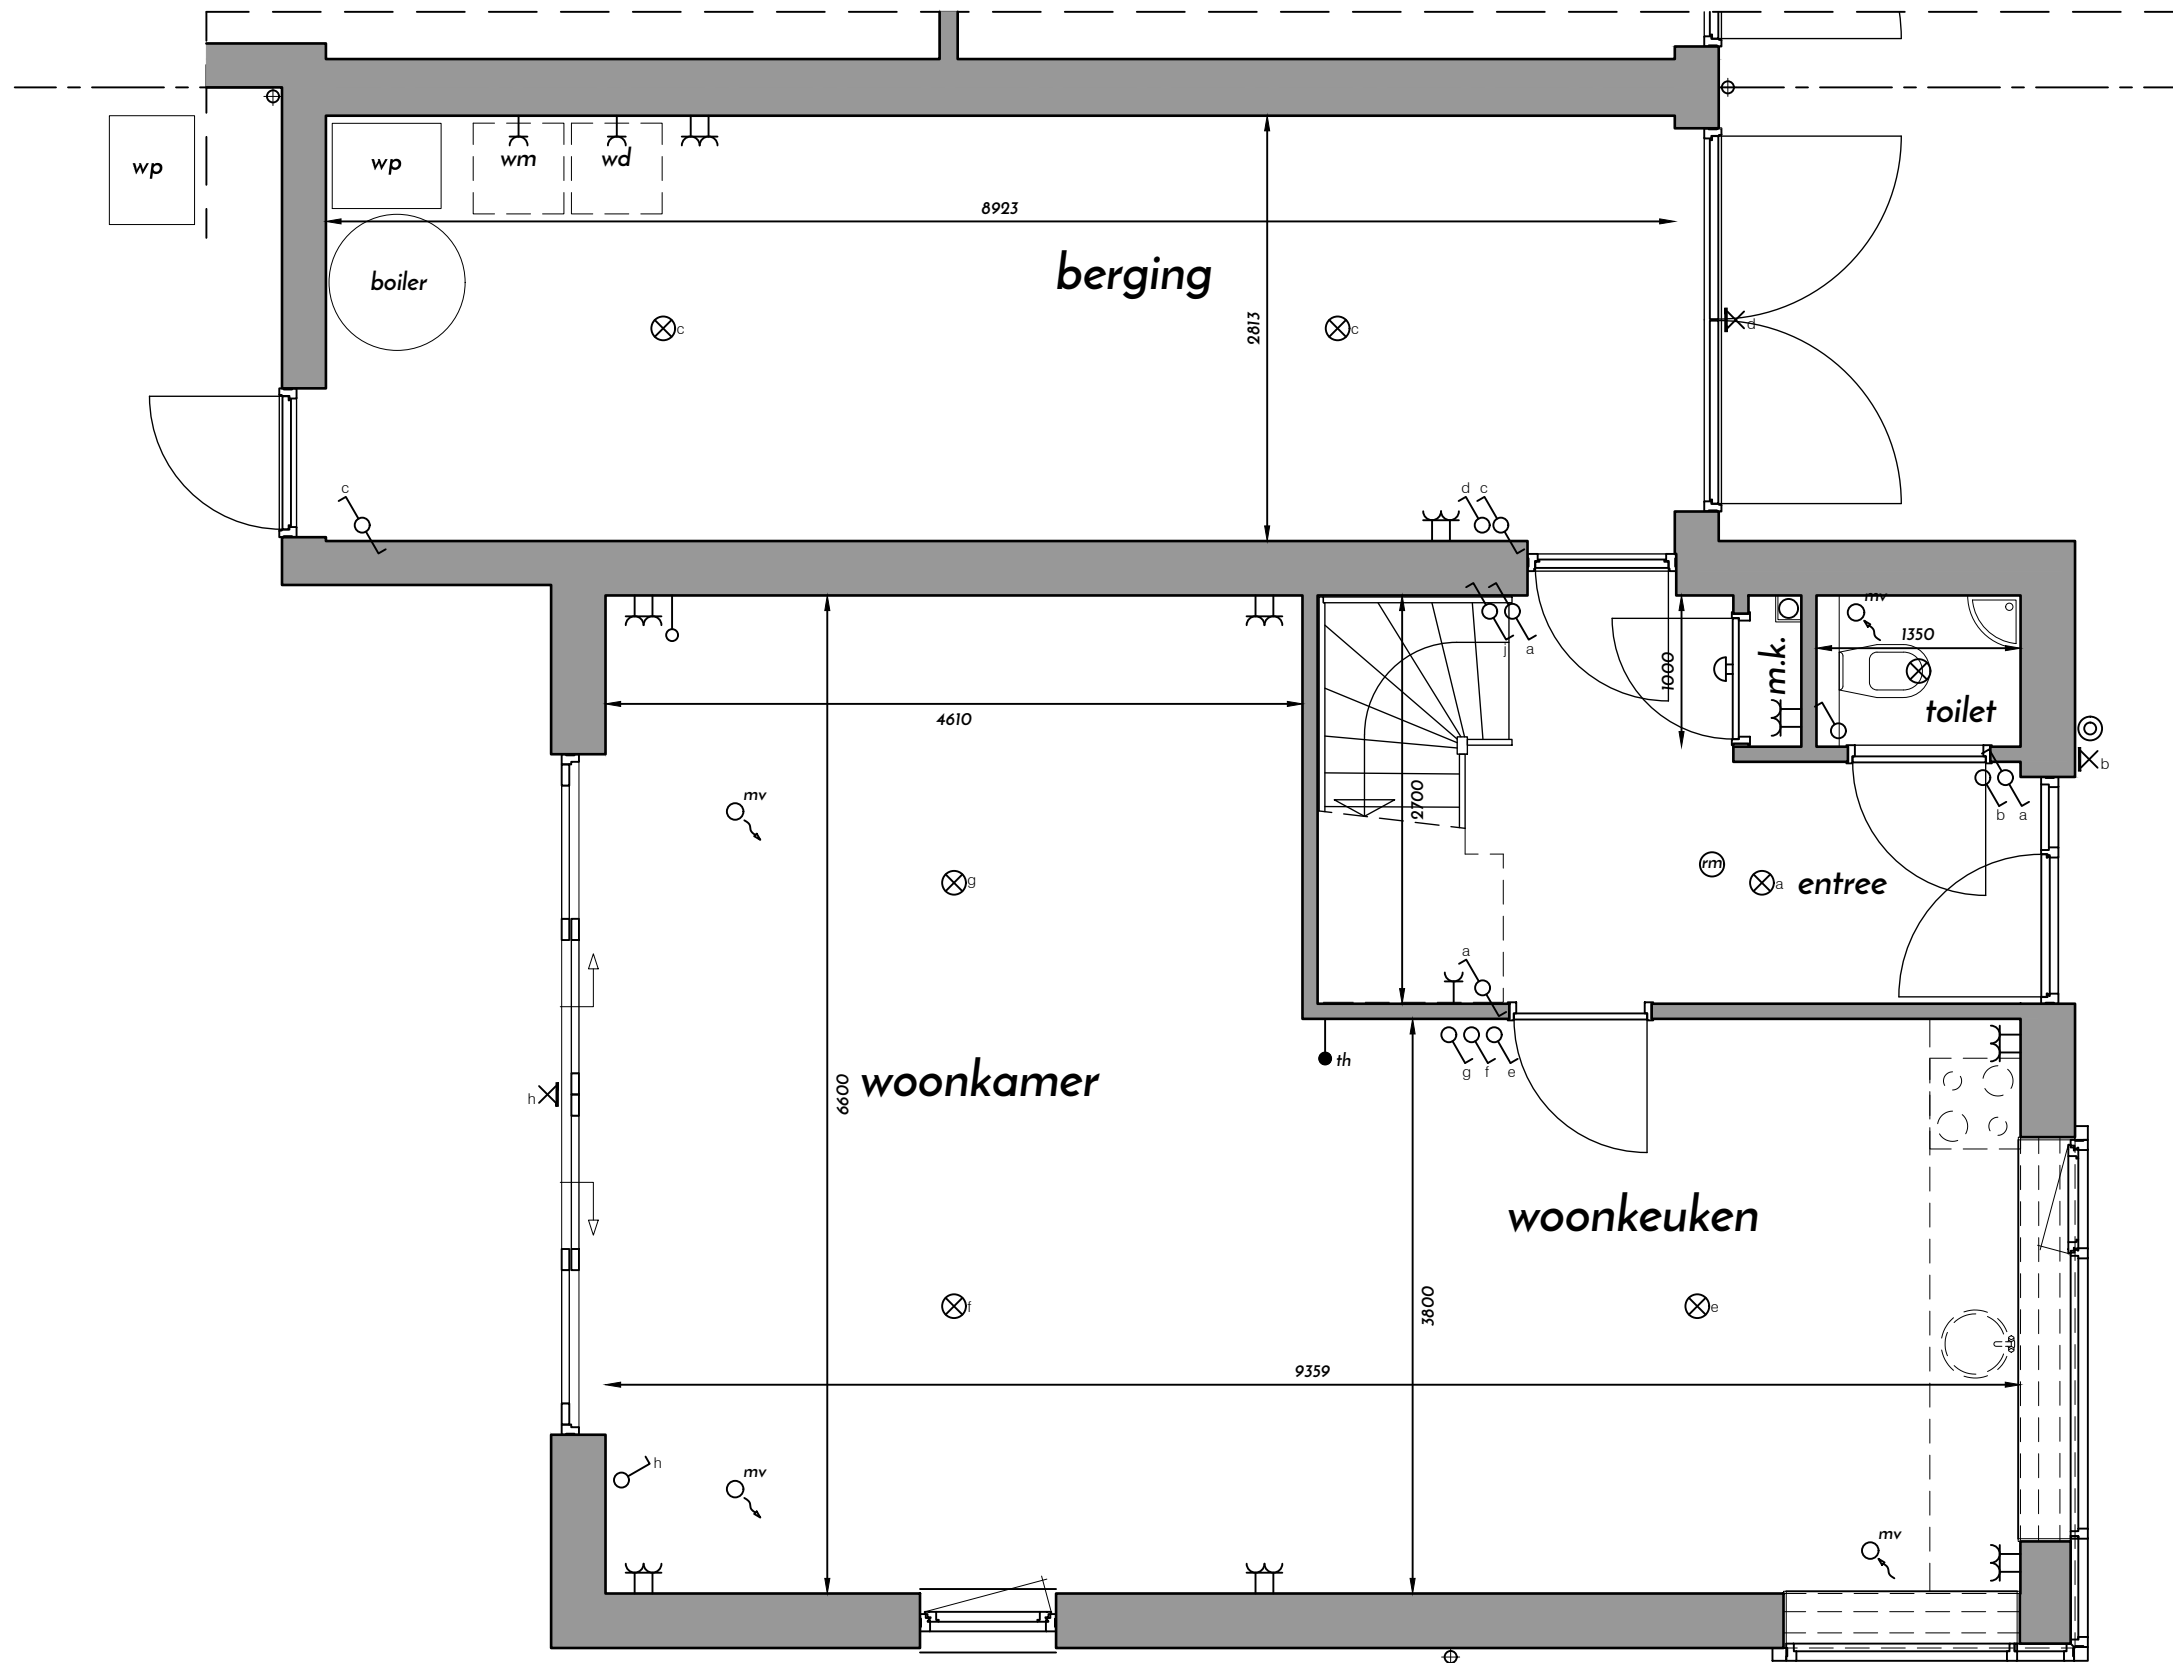 wp
wp
wm
wd
8923
berging
boiler
c
c
2813
d
c
d
c
mv
1350
j
a
1000
m.k.
toilet
4610
b
mv
2700
b
a
rm
g
a
entree
a
th
woonkamer
g
f
e
6600
h
woonkeuken
f
e
3800
9359
h
mv
mv